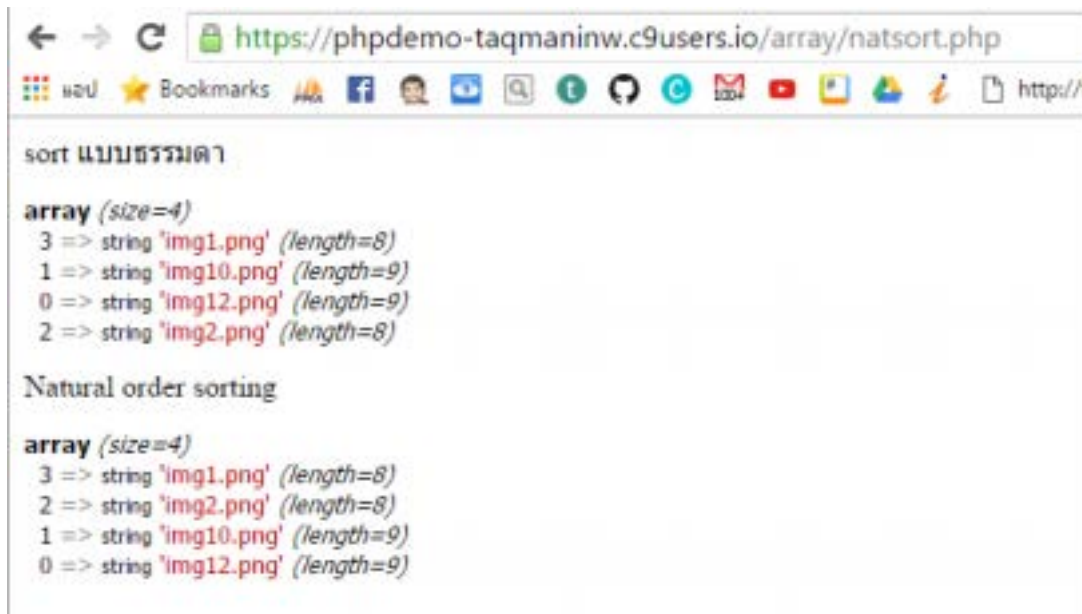 https://phpdemo-taqmaninw.c9users.io/array/natsort.php
แอป Bookmarks 100+ http://
sort แบบธรรมดา
array (size=4)
3 => string 'img1.png' (length=8)
1 => string 'img10.png' (length=9)
0 => string 'img12.png' (length=9)
2 => string 'img2.png' (length=8)
Natural order sorting
array (size=4)
3 => string 'img1.png' (length=8)
2 => string 'img2.png' (length=8)
1 => string 'img10.png' (length=9)
0 => string 'img12.png' (length=9)